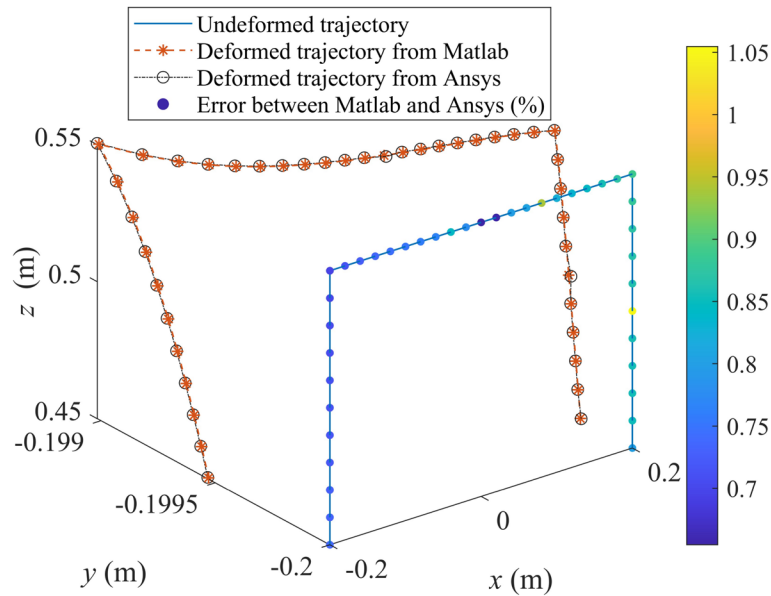 Undeformed trajectory
Deformed trajectory from Matlab
Deformed trajectory from Ansys
Error between Matlab and Ansys (%)
0.55
0.5
0.45
z (m)
-0.199
-0.1995
-0.2
y (m)
-0.2
0
0.2
x (m)
1.05
1
0.95
0.9
0.85
0.8
0.75
0.7